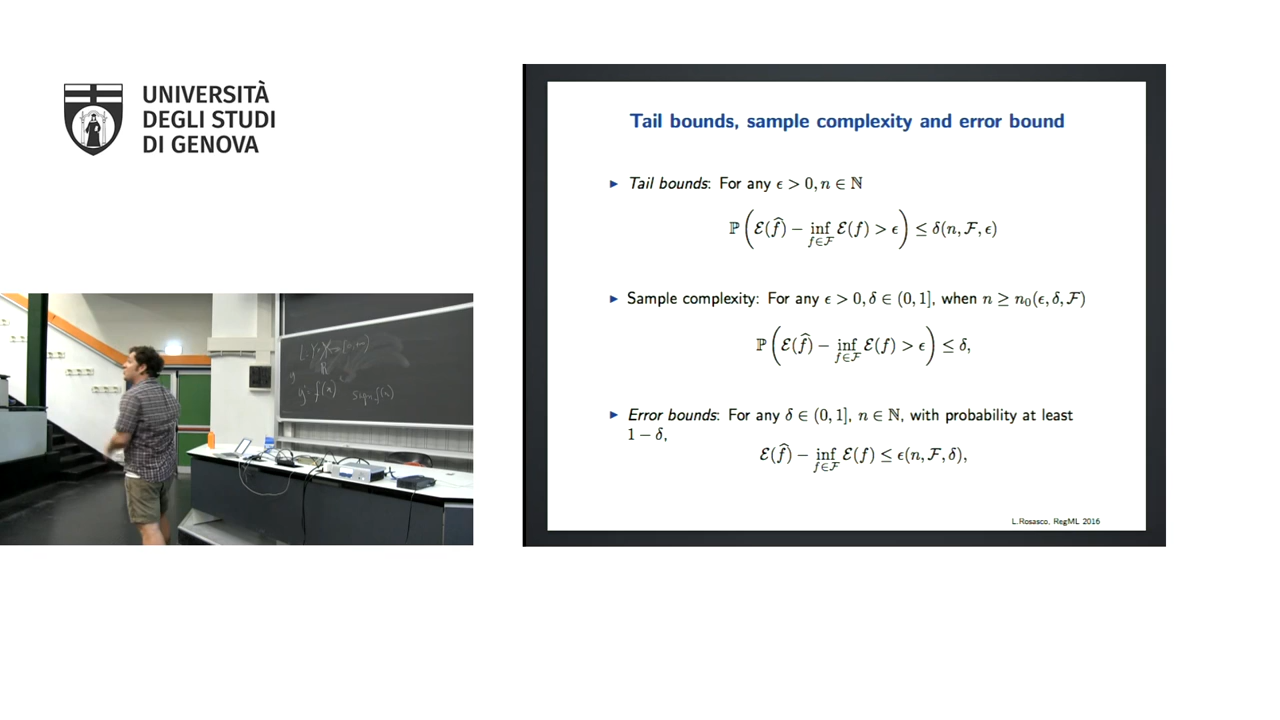 UNIVERSITÀ
DEGLI STUDI
DI GENOVA
Tail bounds, sample complexity and error bound
▶ Tail bounds: For any ϵ > 0, n ∈ ℕ
ℙ ( ℰ(f̂) − inf_{f∈ℱ} ℰ(f) > ϵ ) ≤ δ(n, ℱ, ϵ)
▶ Sample complexity: For any ϵ > 0, δ ∈ (0, 1], when n ≥ n₀(ϵ, δ, ℱ)
ℙ ( ℰ(f̂) − inf_{f∈ℱ} ℰ(f) > ϵ ) ≤ δ,
▶ Error bounds: For any δ ∈ (0, 1], n ∈ ℕ, with probability at least
1 − δ,
ℰ(f̂) − inf_{f∈ℱ} ℰ(f) ≤ ϵ(n, ℱ, δ),
L.Rosasco, RegML 2016
f(x) sign f(x)